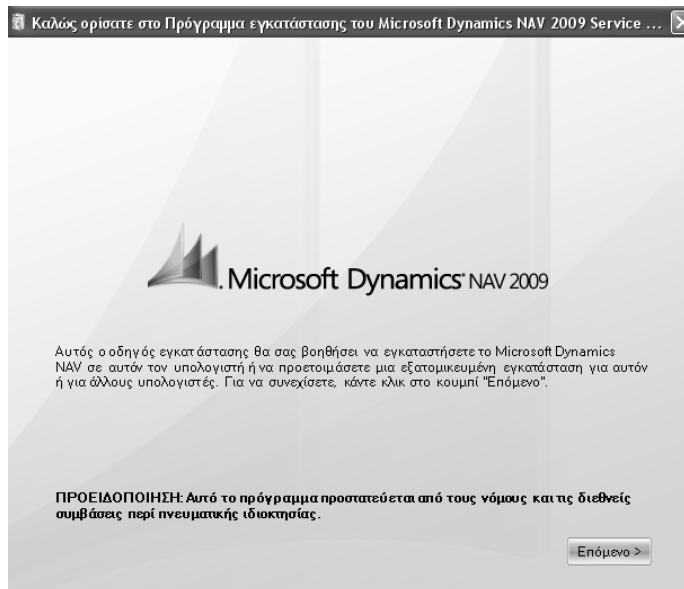 Καλώς ορίσατε στο Πρόγραμμα εγκατάστασης του Microsoft Dynamics NAV 2009 Service ...
Microsoft Dynamics NAV 2009
Αυτός ο οδηγός εγκατάστασης θα σας βοηθήσει να εγκαταστήσετε το Microsoft Dynamics
NAV σε αυτόν τον υπολογιστή ή να προετοιμάσετε μια εξατομικευμένη εγκατάσταση για αυτόν
ή για άλλους υπολογιστές. Για να συνεχίσετε, κάντε κλικ στο κουμπί "Επόμενο".
ΠΡΟΕΙΔΟΠΟΙΗΣΗ: Αυτό το πρόγραμμα προστατεύεται από τους νόμους και τις διεθνείς
συμβάσεις περί πνευματικής ιδιοκτησίας.
Επόμενο >